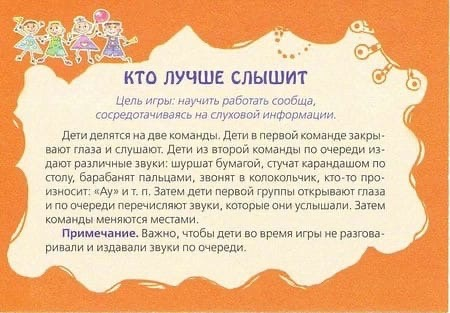 КТО ЛУЧШЕ СЛЫШИТ
Цель игры: научить работать сообща,
сосредотачиваясь на слуховой информации.
Дети делятся на две команды. Дети в первой команде закры-
вают глаза и слушают. Дети из второй команды по очереди из-
дают различные звуки: шуршат бумагой, стучат карандашом по
столу, барабанят пальцами, звонят в колокольчик, кто-то про-
износит: «Ау» и т. п. Затем дети первой группы открывают глаза
и по очереди перечисляют звуки, которые они услышали. Затем
команды меняются местами.
Примечание. Важно, чтобы дети во время игры не разгова-
ривали и издавали звуки по очереди.